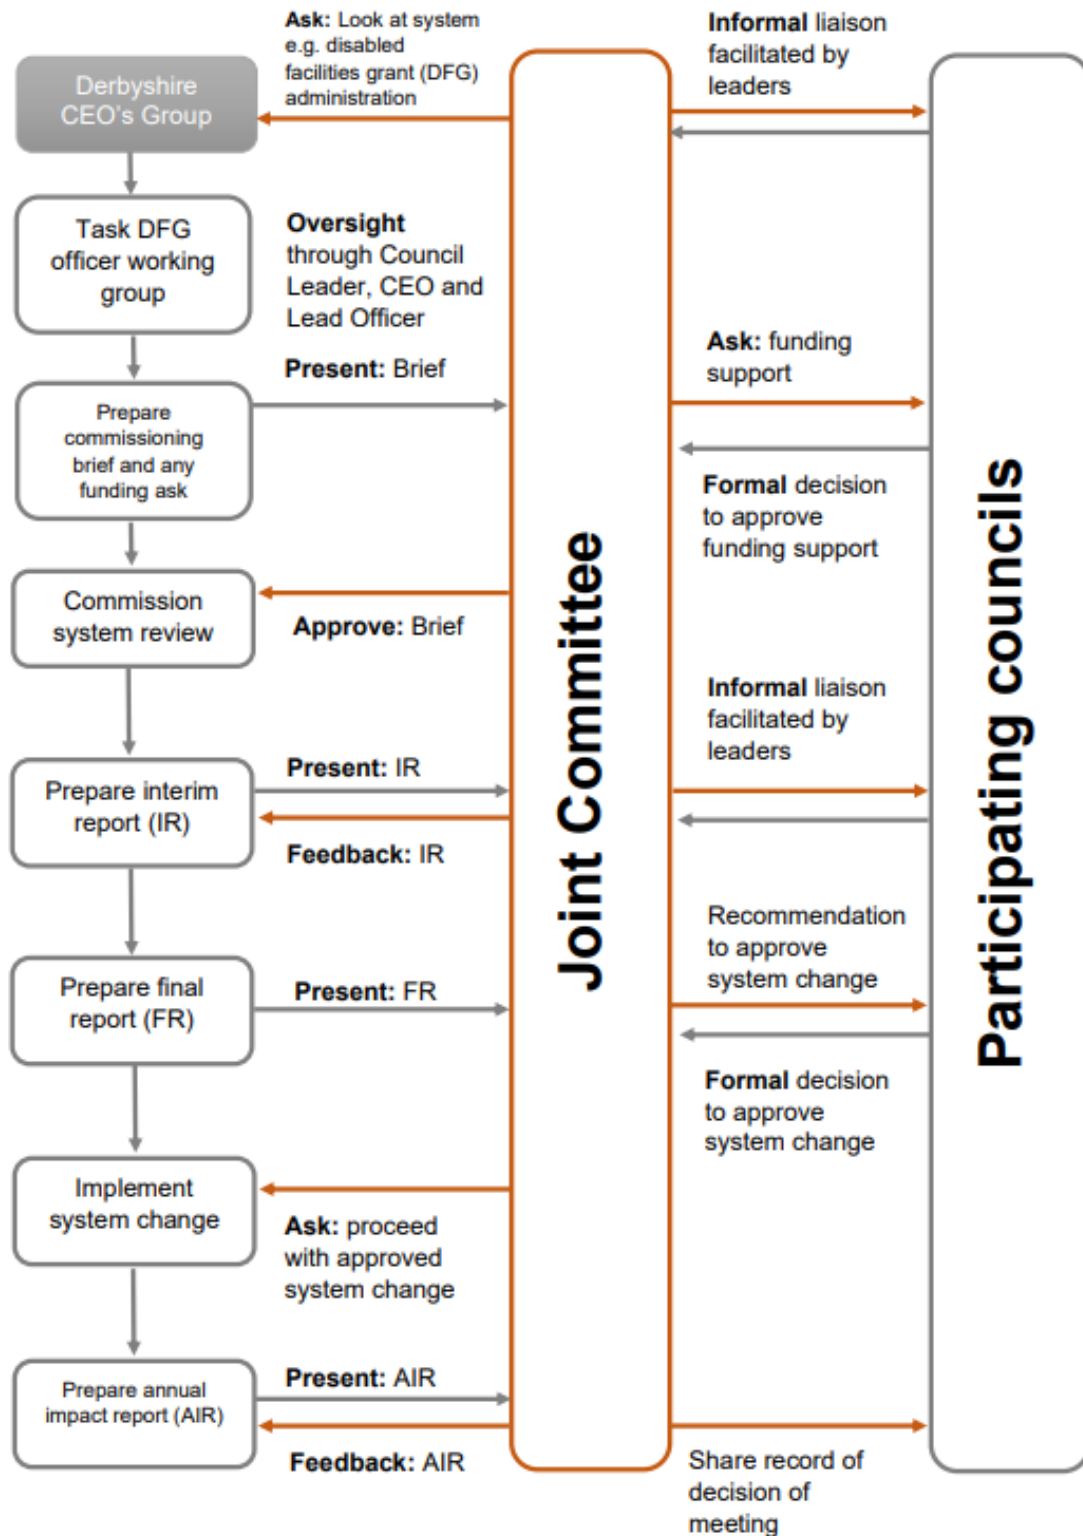 Ask: Look at system
e.g. disabled
facilities grant (DFG)
administration
Informal liaison
facilitated by
leaders
Derbyshire
CEO's Group
Task DFG
officer working
group
Oversight
through Council
Leader, CEO and
Lead Officer
Present: Brief
Ask: funding
support
Prepare
commissioning
brief and any
funding ask
Formal decision
to approve
funding support
Commission
system review
Approve: Brief
Joint Committee
Participating councils
Informal liaison
facilitated by
leaders
Prepare interim
report (IR)
Present: IR
Feedback: IR
Recommendation
to approve
system change
Prepare final
report (FR)
Present: FR
Formal decision
to approve
system change
Implement
system change
Ask: proceed
with approved
system change
Prepare annual
impact report (AIR)
Present: AIR
Feedback: AIR
Share record of
decision of
meeting